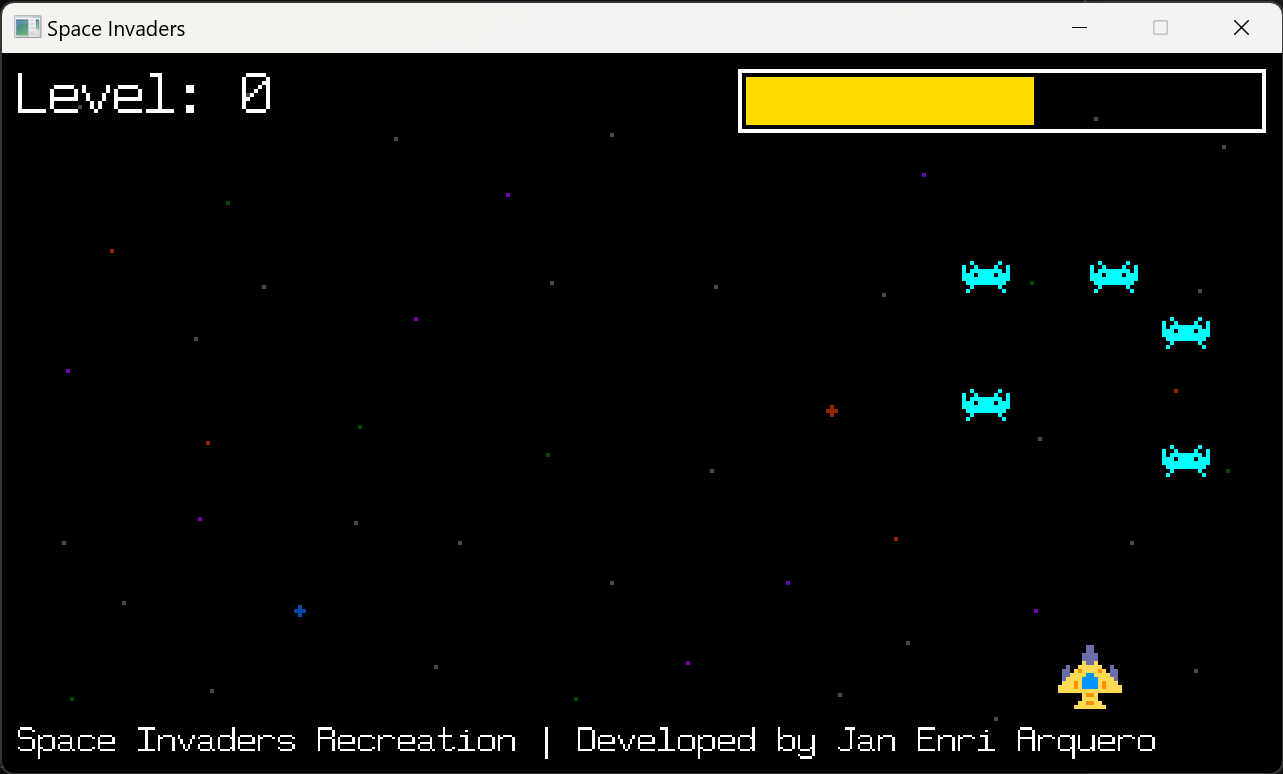 Space Invaders
Level: 0
Space Invaders Recreation | Developed by Jan Enri Arquero